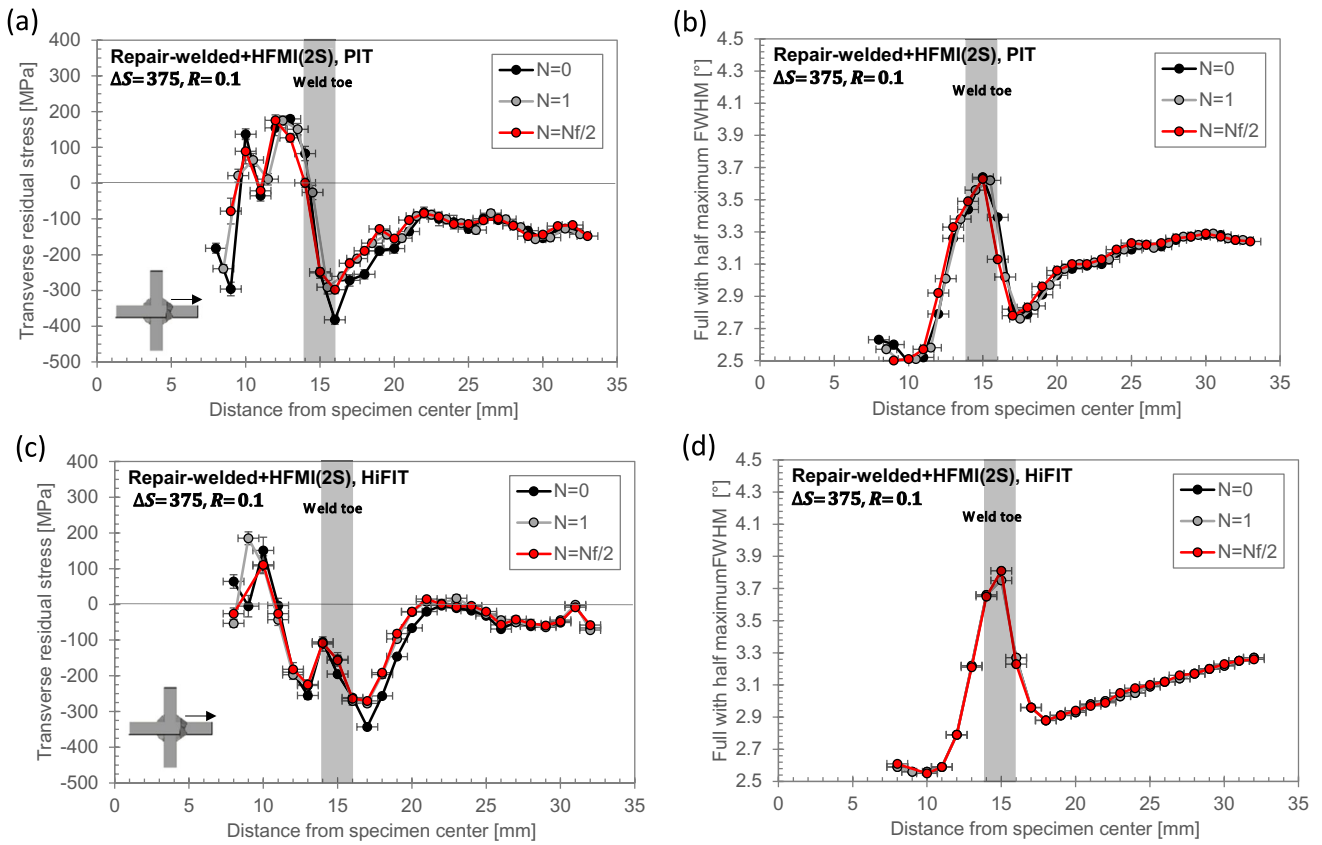 (a)
Repair-welded+HFMI(2S), PIT
ΔS=375, R=0.1
Weld toe
N=0
N=1
N=Nf/2
Transverse residual stress [MPa]
400
300
200
100
0
-100
-200
-300
-400
-500
0 5 10 15 20 25 30 35
Distance from specimen center [mm]
(b)
Repair-welded+HFMI(2S), PIT
ΔS=375, R=0.1
Weld toe
N=0
N=1
N=Nf/2
Full with half maximum FWHM [°]
4.5
4.3
4.1
3.9
3.7
3.5
3.3
3.1
2.9
2.7
2.5
0 5 10 15 20 25 30 35
Distance from specimen center [mm]
(c)
Repair-welded+HFMI(2S), HiFIT
ΔS=375, R=0.1
Weld toe
N=0
N=1
N=Nf/2
Transverse residual stress [MPa]
400
300
200
100
0
-100
-200
-300
-400
-500
0 5 10 15 20 25 30 35
Distance from specimen center [mm]
(d)
Repair-welded+HFMI(2S), HiFIT
ΔS=375, R=0.1
Weld toe
N=0
N=1
N=Nf/2
Full with half maximumFWHM [°]
4.5
4.3
4.1
3.9
3.7
3.5
3.3
3.1
2.9
2.7
2.5
0 5 10 15 20 25 30 35
Distance from specimen center [mm]